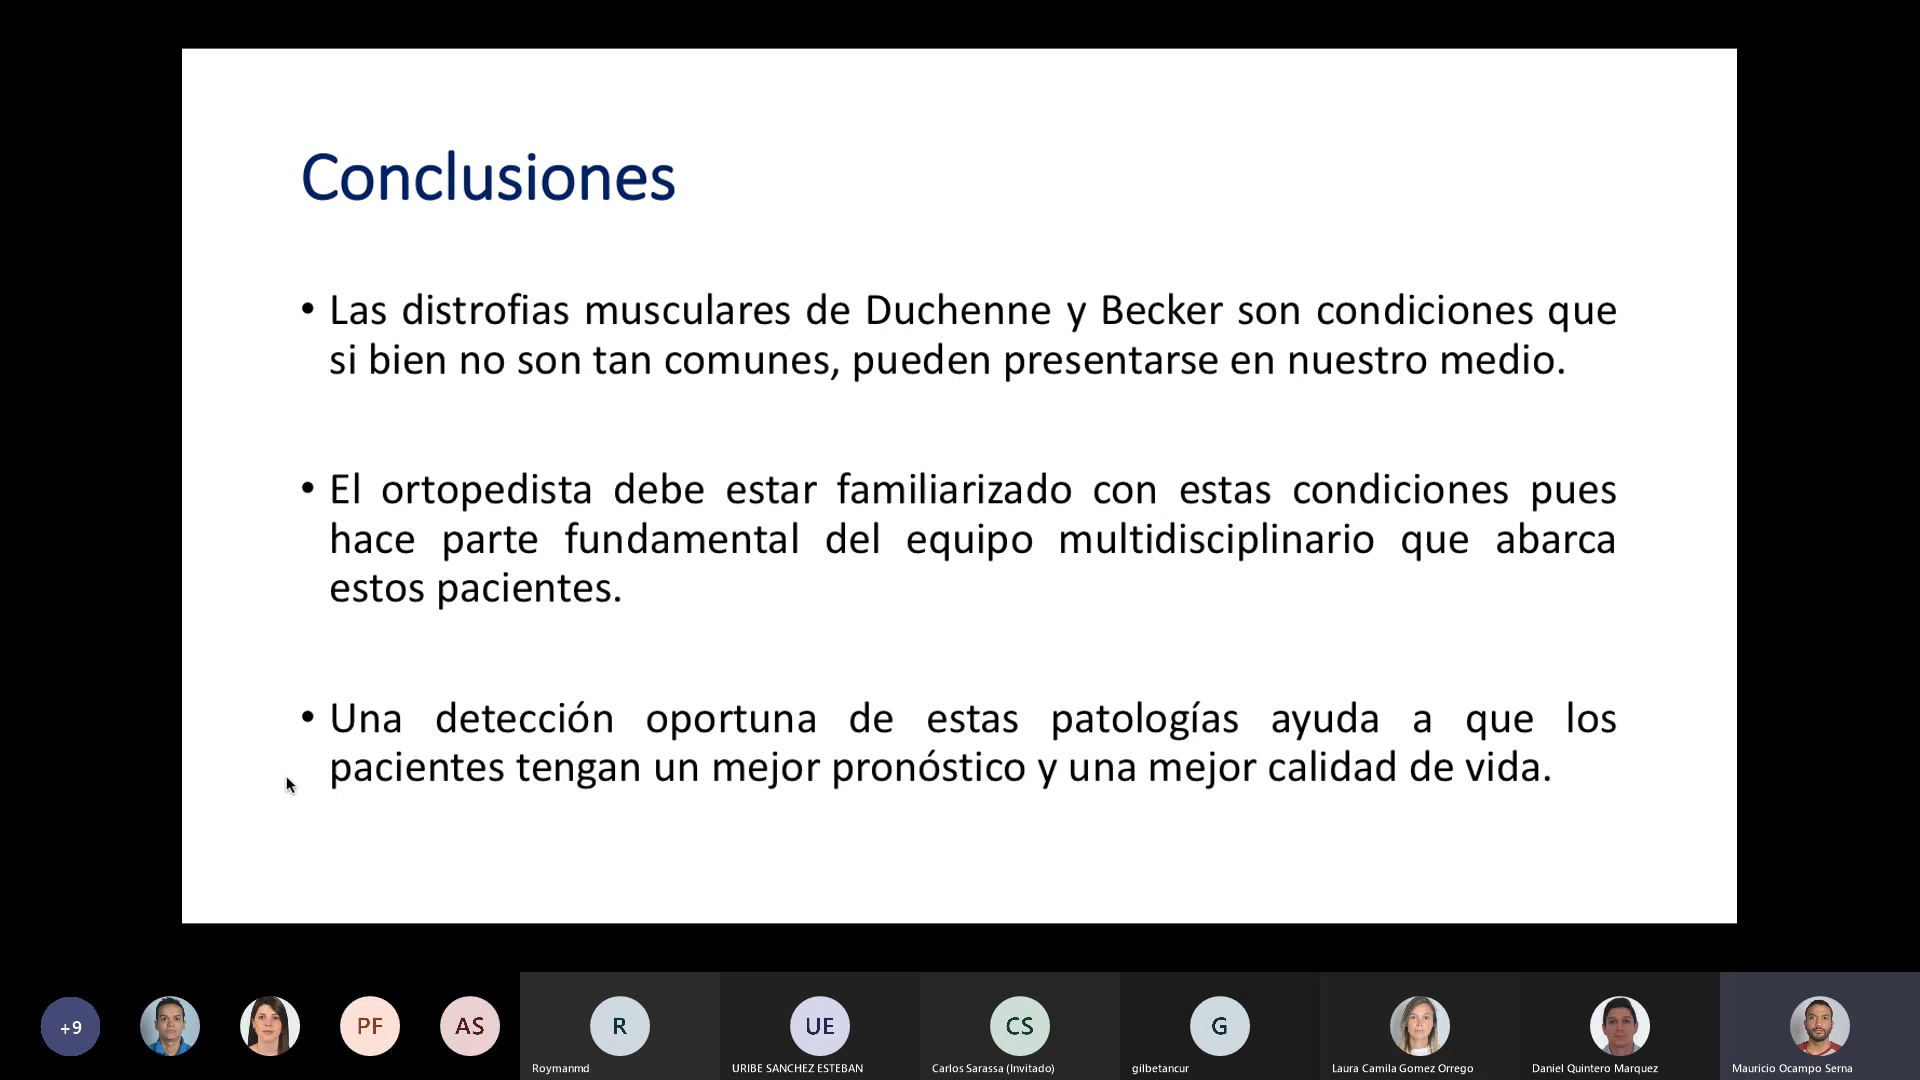 Conclusiones
• Las distrofias musculares de Duchenne y Becker son condiciones que
si bien no son tan comunes, pueden presentarse en nuestro medio.
• El ortopedista debe estar familiarizado con estas condiciones pues
hace parte fundamental del equipo multidisciplinario que abarca
estos pacientes.
• Una detección oportuna de estas patologías ayuda a que los
pacientes tengan un mejor pronóstico y una mejor calidad de vida.
+9
PF
AS
R
Roymanmd
UE
URIBE SANCHEZ ESTEBAN
CS
Carlos Sarassa (Invitado)
G
gilbetancur
Laura Camila Gomez Orrego
Daniel Quintero Marquez
Mauricio Ocampo Serna